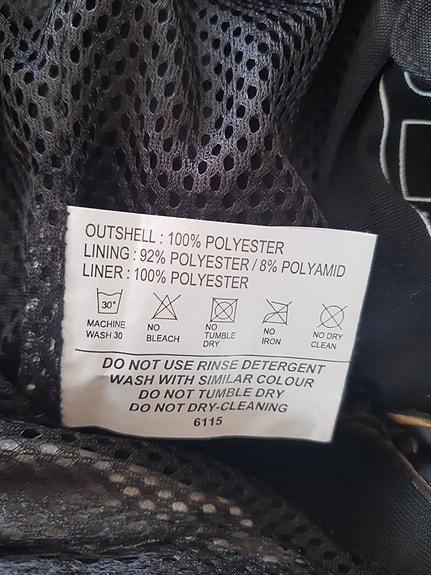 OUTSHELL : 100% POLYESTER
LINING : 92% POLYESTER / 8% POLYAMID
LINER : 100% POLYESTER
30°
MACHINE WASH 30
NO BLEACH
NO TUMBLE DRY
NO IRON
NO DRY CLEAN
DO NOT USE RINSE DETERGENT
WASH WITH SIMILAR COLOUR
DO NOT TUMBLE DRY
DO NOT DRY-CLEANING
6115